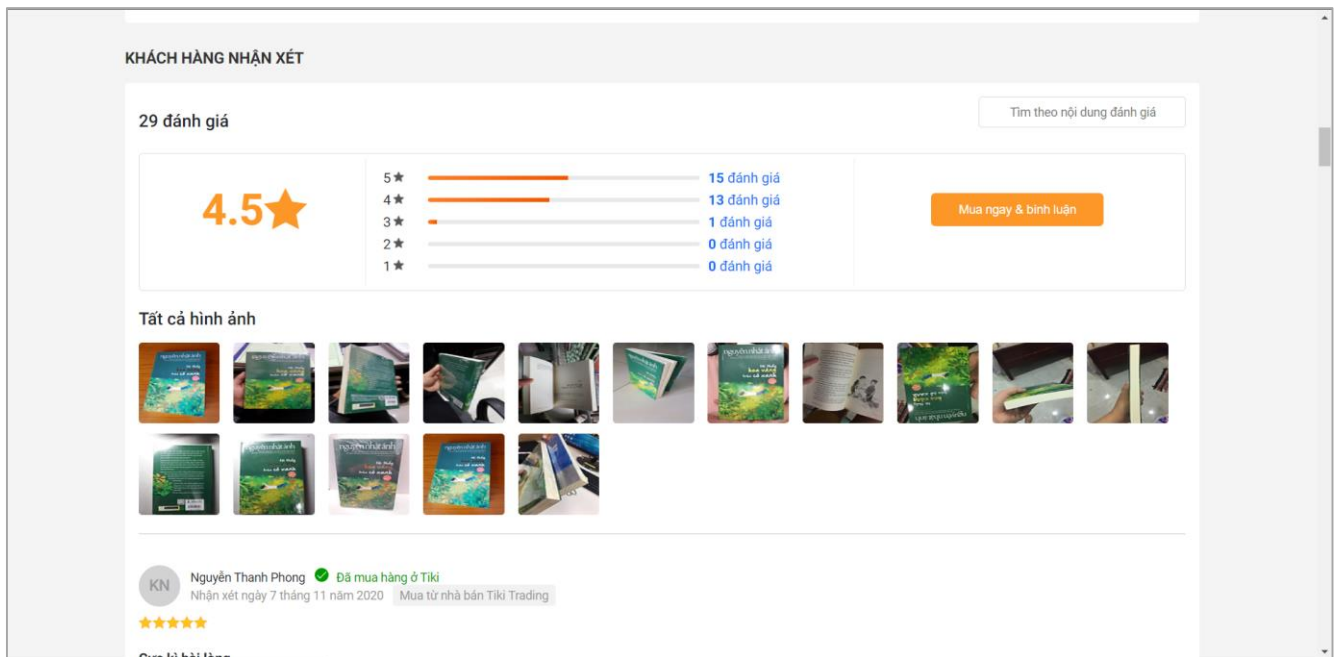 KHÁCH HÀNG NHẬN XÉT
29 đánh giá
Tìm theo nội dung đánh giá
4.5
5
15 đánh giá
4
13 đánh giá
3
1 đánh giá
2
0 đánh giá
1
0 đánh giá
Mua ngay & bình luận
Tất cả hình ảnh
KN
Nguyễn Thanh Phong
Đã mua hàng ở Tiki
Nhận xét ngày 7 tháng 11 năm 2020
Mua từ nhà bán Tiki Trading